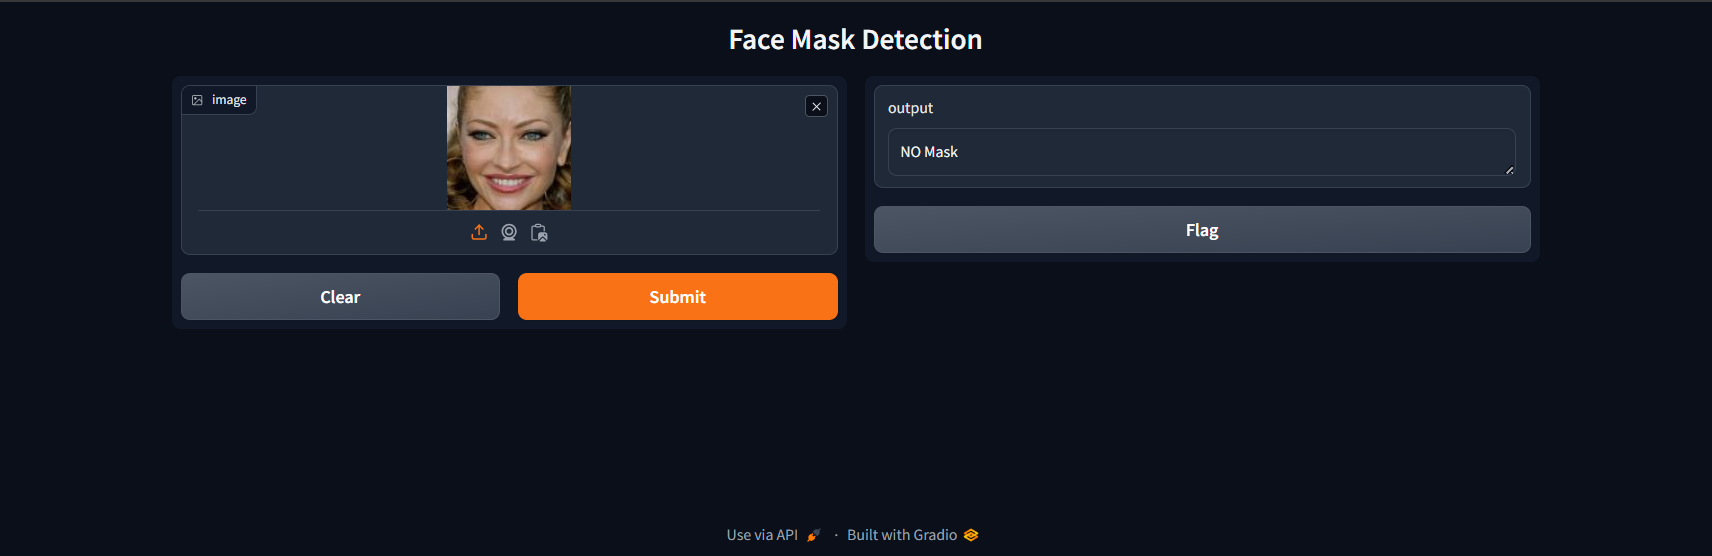 Face Mask Detection
image
output
NO Mask
Flag
Clear
Submit
Use via API · Built with Gradio